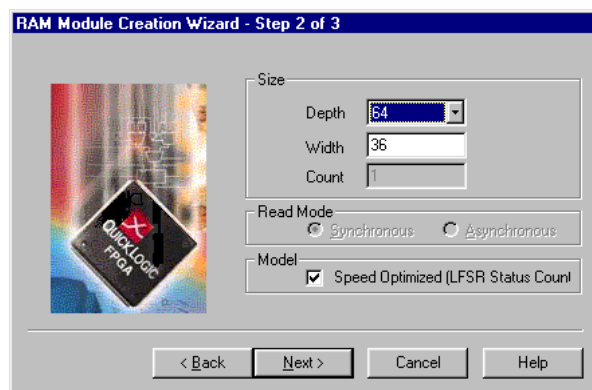 RAM Module Creation Wizard - Step 2 of 3
Size
Depth 64
Width 36
Count 1
Read Mode
Synchronous Asynchronous
Model
Speed Optimized (LFSR Status Count
QUICKLOGIC
FPGA
< Back Next > Cancel Help